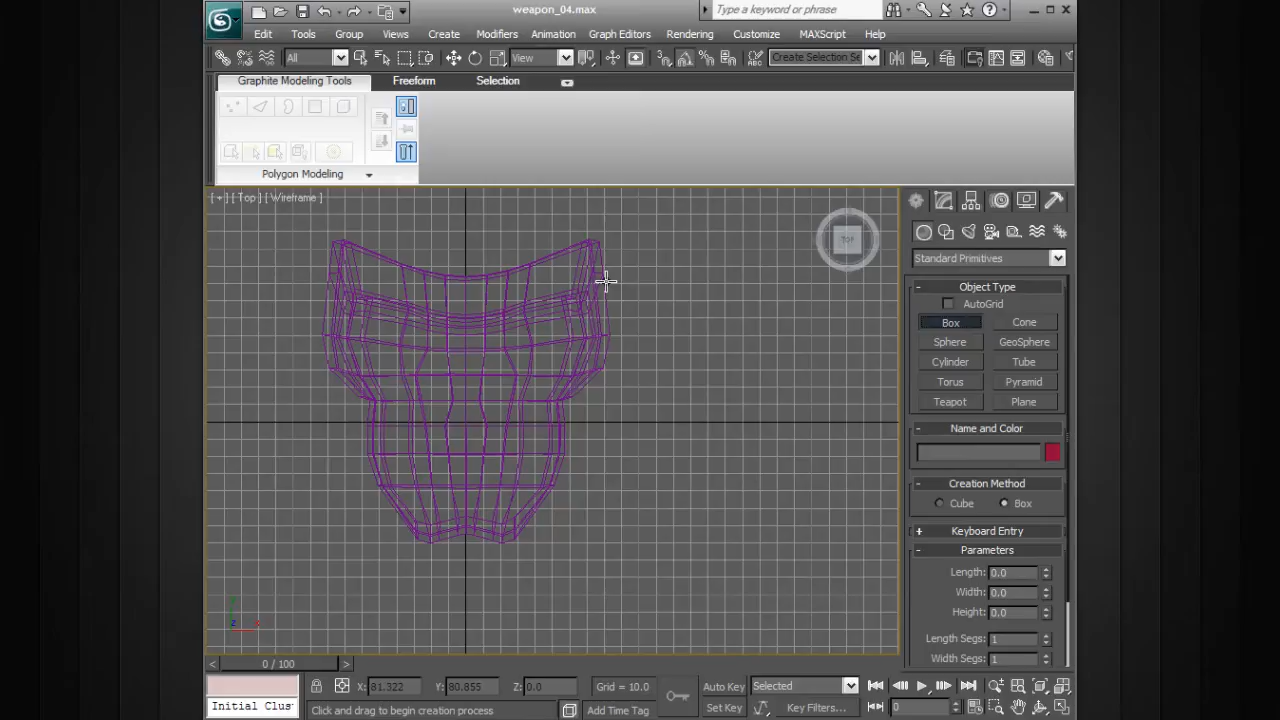 weapon_04.max
Type a keyword or phrase
Edit Tools Group Views Create Modifiers Animation Graph Editors Rendering Customize MAXScript Help
All View Create Selection Se
Graphite Modeling Tools Freeform Selection
Polygon Modeling
[ + ] [ Top ] [ Wireframe ]
TOP
Standard Primitives
- Object Type
AutoGrid
Box Cone
Sphere GeoSphere
Cylinder Tube
Torus Pyramid
Teapot Plane
- Name and Color
- Creation Method
Cube Box
+ Keyboard Entry
- Parameters
Length: 0.0
Width: 0.0
Height: 0.0
Length Segs: 1
Width Segs: 1
z x
< 0 / 100 >
X: 81.322 Y: 80.855 Z: 0.0 Grid = 10.0 Auto Key Selected
Initial Clus Click and drag to begin creation process Add Time Tag Set Key Key Filters... 0